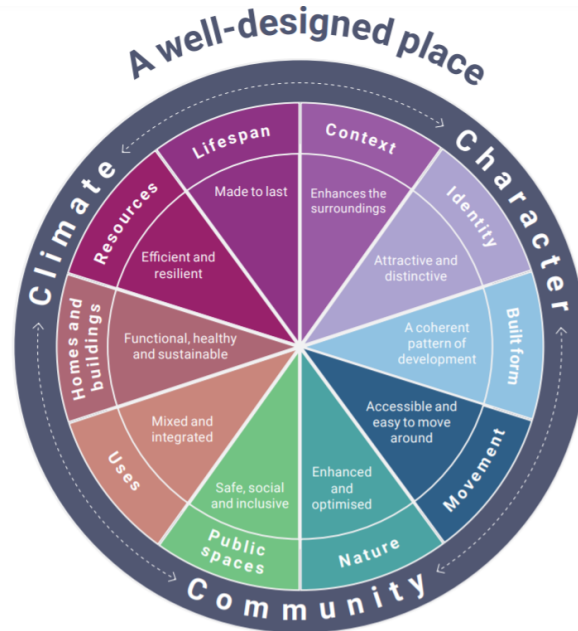 A well-designed place
Climate
Character
Community
Context
Enhances the
surroundings
Identity
Attractive and
distinctive
Built form
A coherent
pattern of
development
Movement
Accessible and
easy to move
around
Nature
Enhanced
and
optimised
Public
spaces
Safe, social
and inclusive
Uses
Mixed and
integrated
Homes and
buildings
Functional, healthy
and sustainable
Resources
Efficient and
resilient
Lifespan
Made to last